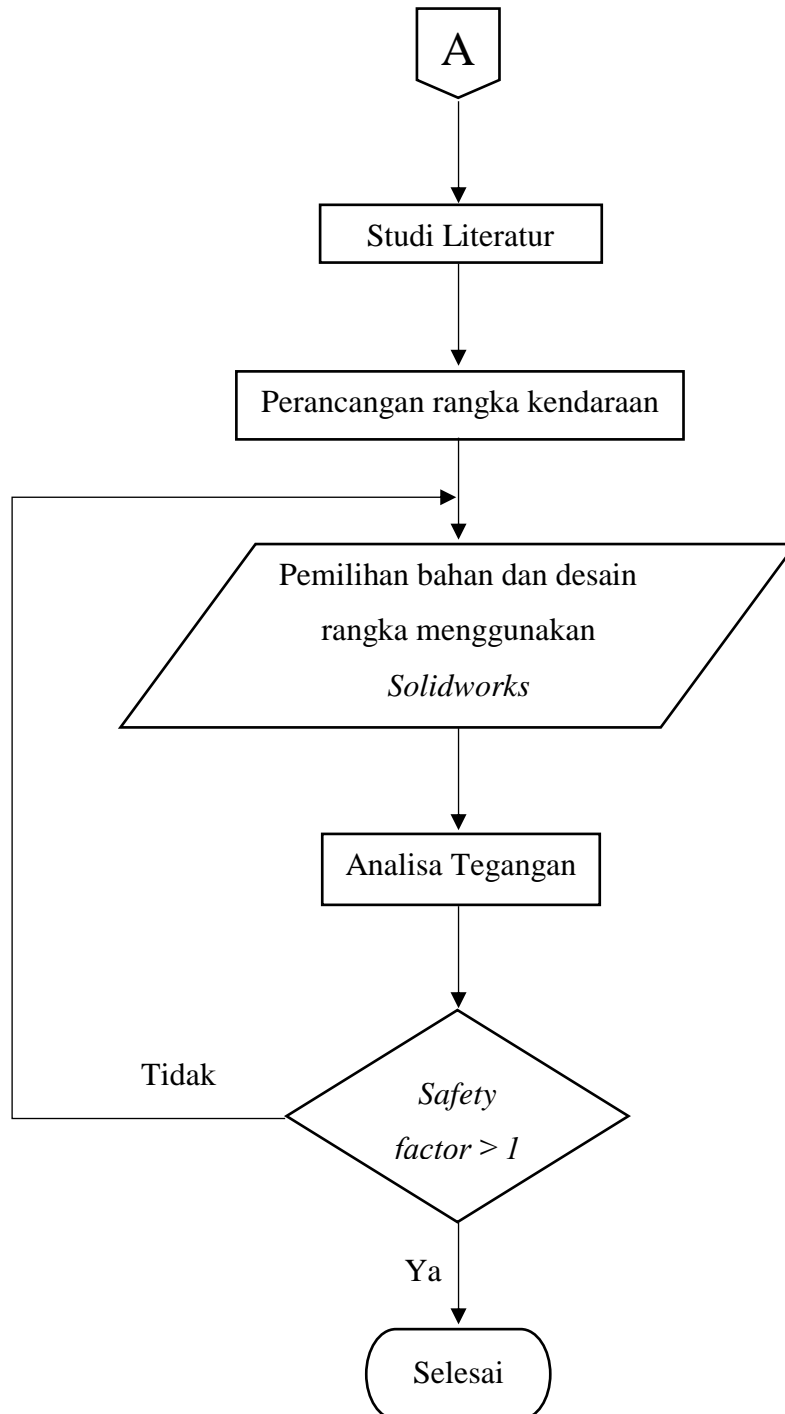 A
Studi Literatur
Perancangan rangka kendaraan
Pemilihan bahan dan desain
rangka menggunakan
Solidworks
Analisa Tegangan
Tidak
Safety
factor > 1
Ya
Selesai